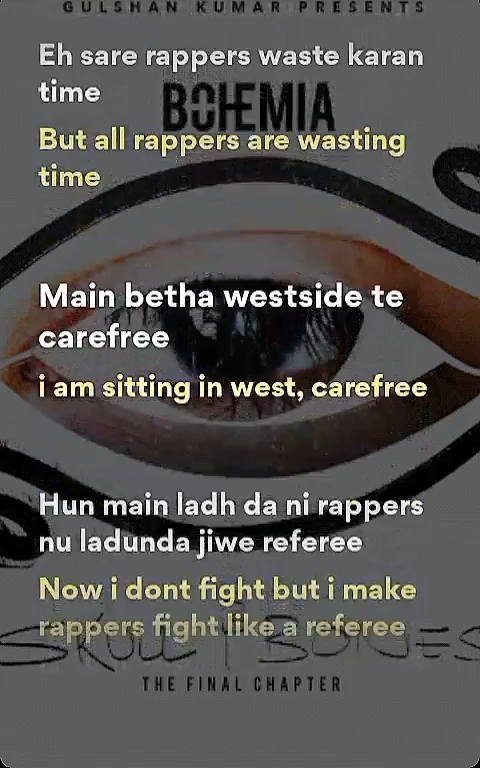 GULSHAN KUMAR PRESENTS
Eh sare rappers waste karan
time
BOHEMIA
But all rappers are wasting
time
Main betha westside te
carefree
i am sitting in west, carefree
Hun main ladh da ni rappers
nu ladunda jiwe referee
Now i dont fight but i make
rappers fight like a referee
SKULL & BONES
THE FINAL CHAPTER